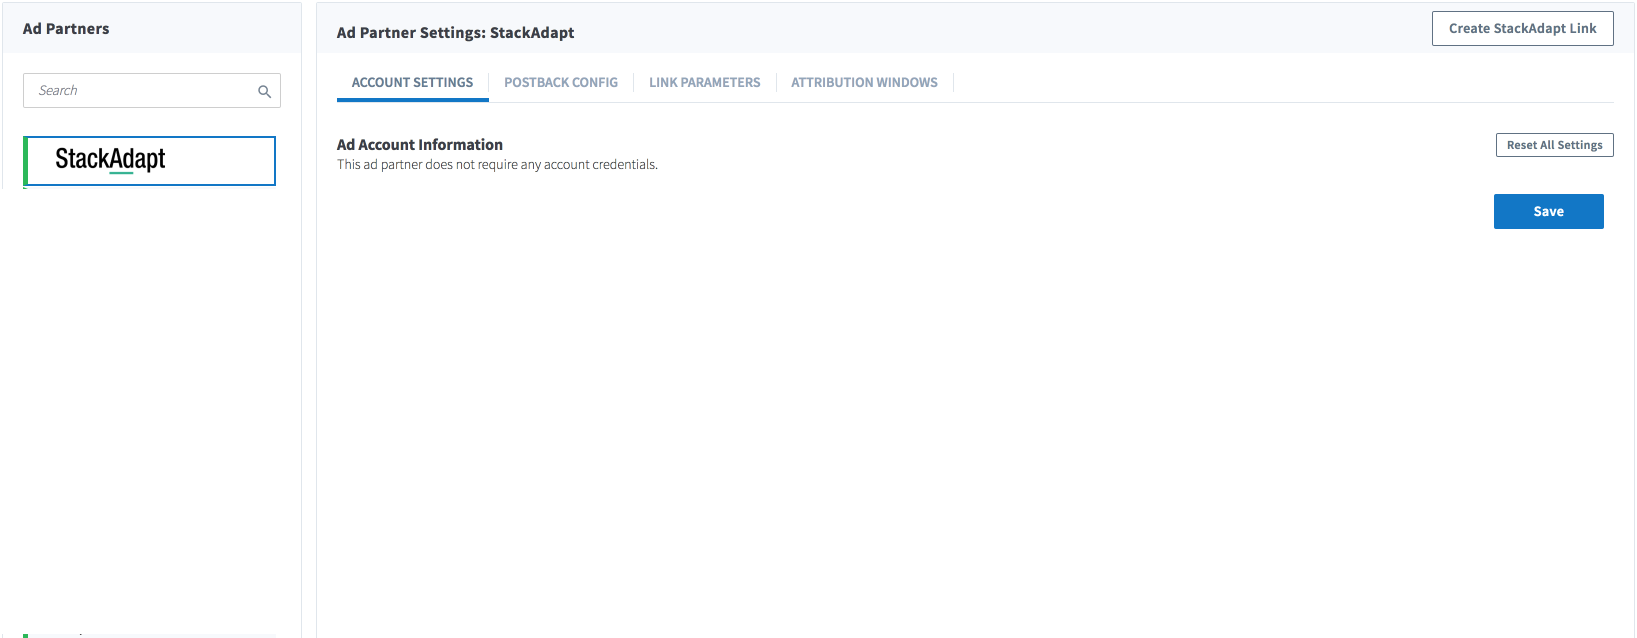 Ad Partners
Search
StackAdapt
Ad Partner Settings: StackAdapt
Create StackAdapt Link
ACCOUNT SETTINGS
POSTBACK CONFIG
LINK PARAMETERS
ATTRIBUTION WINDOWS
Ad Account Information
This ad partner does not require any account credentials.
Reset All Settings
Save